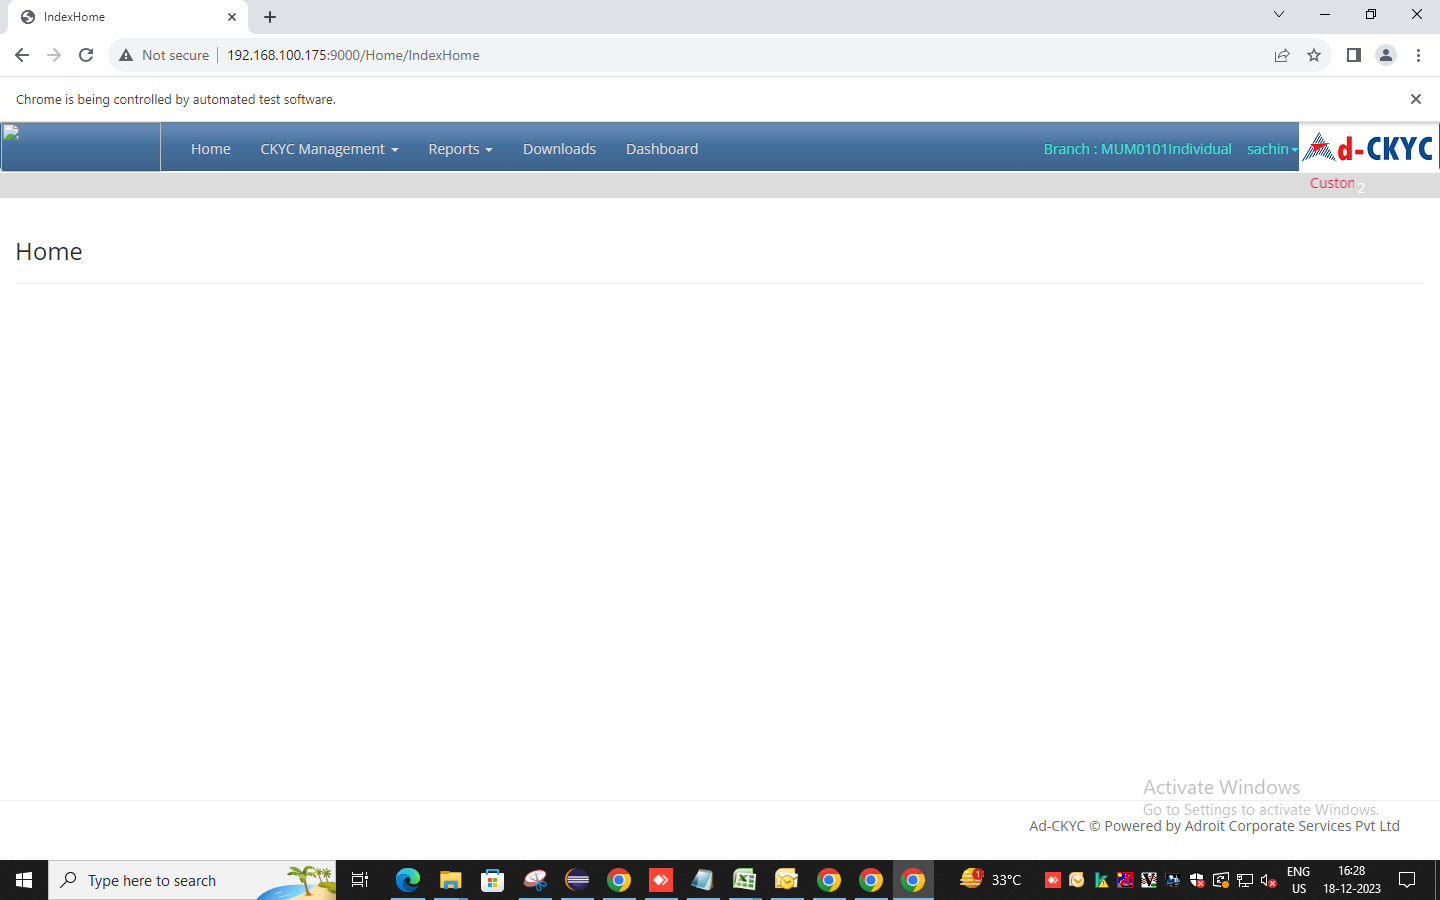 IndexHome
Not secure
192.168.100.175:9000/Home/IndexHome
Chrome is being controlled by automated test software.
Home CKYC Management Reports Downloads Dashboard Branch : MUM0101Individual sachin
d-CKYC
Custon 2
Home
Activate Windows
Go to Settings to activate Windows.
Ad-CKYC © Powered by Adroit Corporate Services Pvt Ltd
Type here to search
1
33°C
ENG
US
16:28
18-12-2023